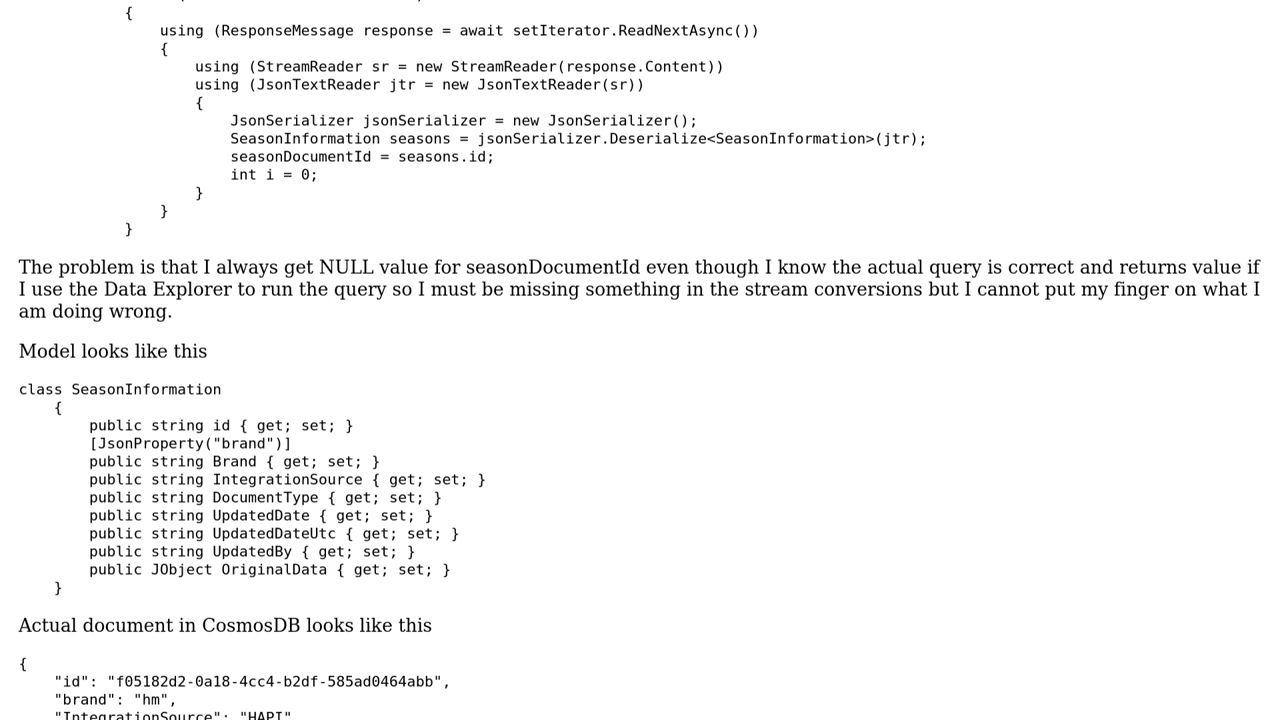 {
using (ResponseMessage response = await setIterator.ReadNextAsync())
{
using (StreamReader sr = new StreamReader(response.Content))
using (JsonTextReader jtr = new JsonTextReader(sr))
{
JsonSerializer jsonSerializer = new JsonSerializer();
SeasonInformation seasons = jsonSerializer.Deserialize<SeasonInformation>(jtr);
seasonDocumentId = seasons.id;
int i = 0;
}
}
}
The problem is that I always get NULL value for seasonDocumentId even though I know the actual query is correct and returns value if
I use the Data Explorer to run the query so I must be missing something in the stream conversions but I cannot put my finger on what I
am doing wrong.
Model looks like this
class SeasonInformation
{
public string id { get; set; }
[JsonProperty("brand")]
public string Brand { get; set; }
public string IntegrationSource { get; set; }
public string DocumentType { get; set; }
public string UpdatedDate { get; set; }
public string UpdatedDateUtc { get; set; }
public string UpdatedBy { get; set; }
public JObject OriginalData { get; set; }
}
Actual document in CosmosDB looks like this
{
"id": "f05182d2-0a18-4cc4-b2df-585ad0464abb",
"brand": "hm",
"IntegrationSource": "HAPI"